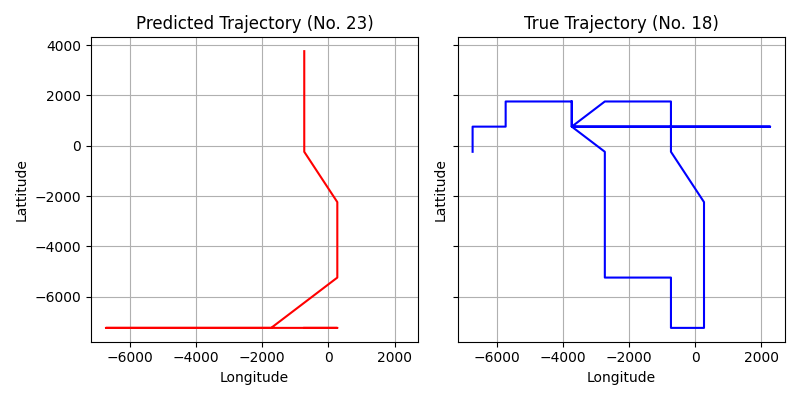 Predicted Trajectory (No. 23)
True Trajectory (No. 18)
4000
2000
0
−2000
−4000
−6000
Lattitude
Lattitude
−6000 −4000 −2000 0 2000
−6000 −4000 −2000 0 2000
Longitude
Longitude